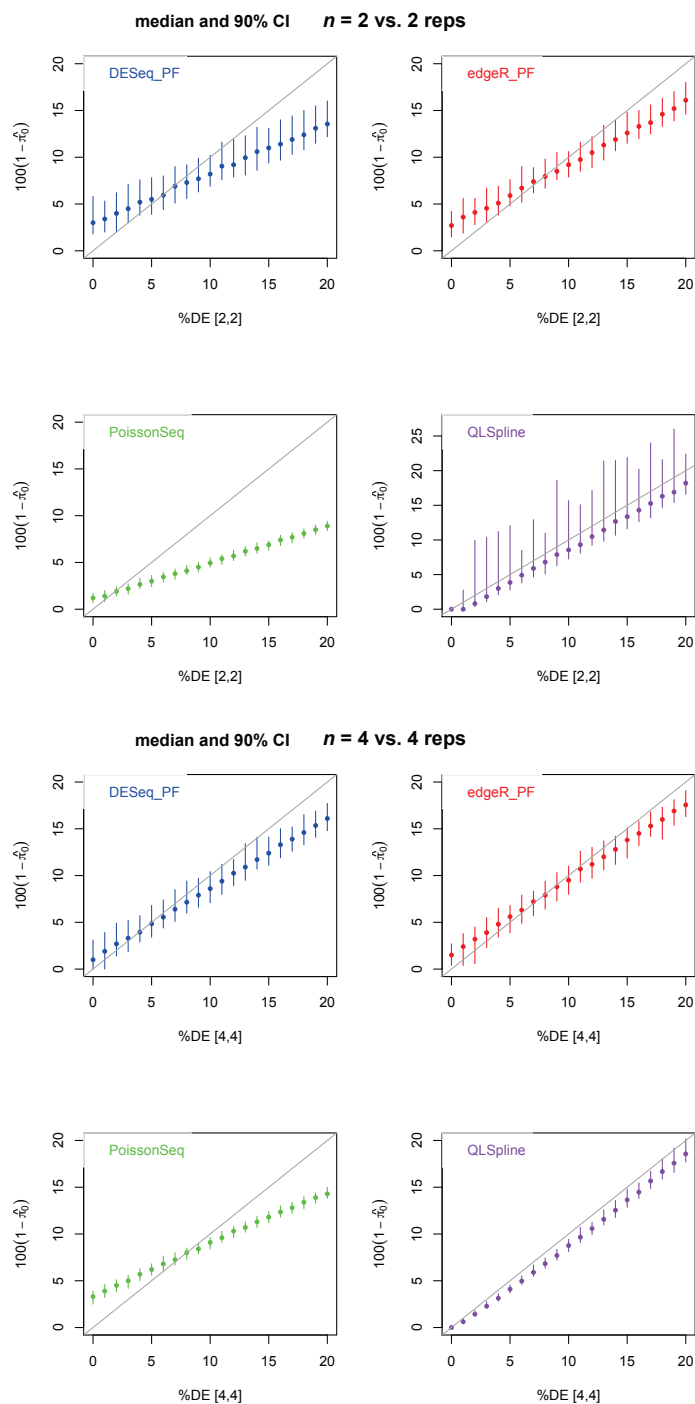 median and 90% CI n = 2 vs. 2 reps
DESeq_PF
100(1 − π̂₀)
0 5 10 15 20
0 5 10 15 20
%DE [2,2]
edgeR_PF
100(1 − π̂₀)
0 5 10 15 20
0 5 10 15 20
%DE [2,2]
PoissonSeq
100(1 − π̂₀)
0 5 10 15 20
0 5 10 15 20
%DE [2,2]
QLSpline
100(1 − π̂₀)
0 5 10 15 20 25
0 5 10 15 20
%DE [2,2]
median and 90% CI n = 4 vs. 4 reps
DESeq_PF
100(1 − π̂₀)
0 5 10 15 20
0 5 10 15 20
%DE [4,4]
edgeR_PF
100(1 − π̂₀)
0 5 10 15 20
0 5 10 15 20
%DE [4,4]
PoissonSeq
100(1 − π̂₀)
0 5 10 15 20
0 5 10 15 20
%DE [4,4]
QLSpline
100(1 − π̂₀)
0 5 10 15 20
0 5 10 15 20
%DE [4,4]